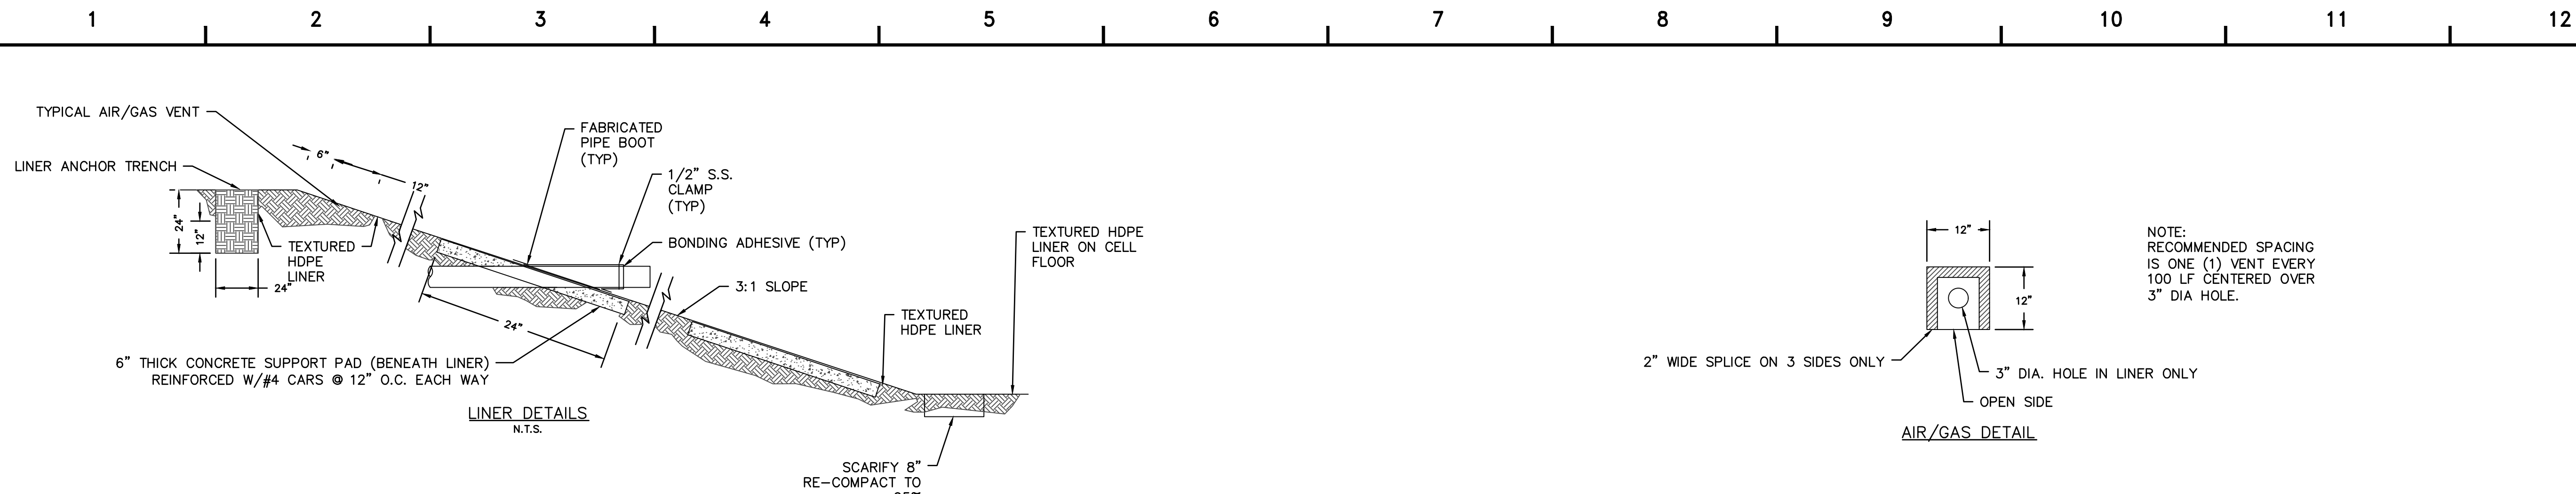 1 2 3 4 5 6 7 8 9 10 11 12
TYPICAL AIR/GAS VENT
LINER ANCHOR TRENCH
6"
12"
24"
12"
24"
TEXTURED
HDPE
LINER
FABRICATED
PIPE BOOT
(TYP)
1/2" S.S.
CLAMP
(TYP)
BONDING ADHESIVE (TYP)
24"
3:1 SLOPE
6" THICK CONCRETE SUPPORT PAD (BENEATH LINER)
REINFORCED W/#4 CARS @ 12" O.C. EACH WAY
TEXTURED
HDPE LINER
TEXTURED HDPE
LINER ON CELL
FLOOR
LINER DETAILS
N.T.S.
SCARIFY 8"
RE-COMPACT TO
12"
12"
2" WIDE SPLICE ON 3 SIDES ONLY
3" DIA. HOLE IN LINER ONLY
OPEN SIDE
AIR/GAS DETAIL
NOTE:
RECOMMENDED SPACING
IS ONE (1) VENT EVERY
100 LF CENTERED OVER
3" DIA HOLE.